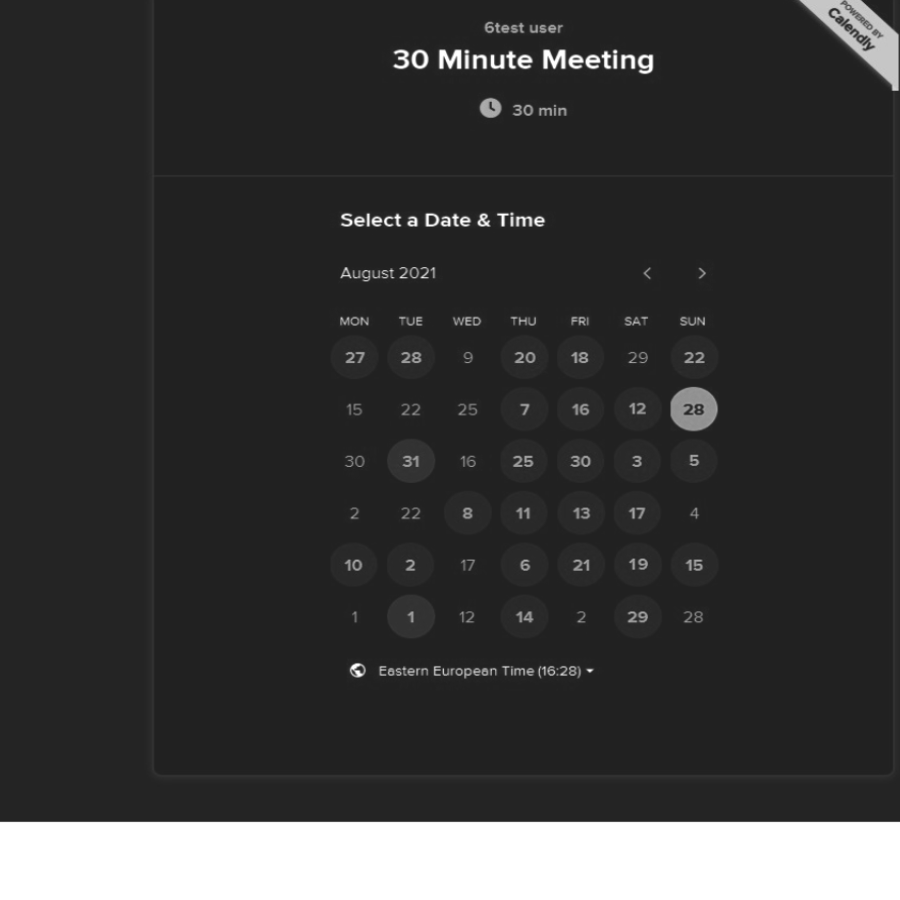 6test user
POWERED BY
Calendly
30 Minute Meeting
30 min
Select a Date & Time
August 2021
MON TUE WED THU FRI SAT SUN
27 28 9 20 18 29 22
15 22 25 7 16 12 28
30 31 16 25 30 3 5
2 22 8 11 13 17 4
10 2 17 6 21 19 15
1 1 12 14 2 29 28
Eastern European Time (16:28)